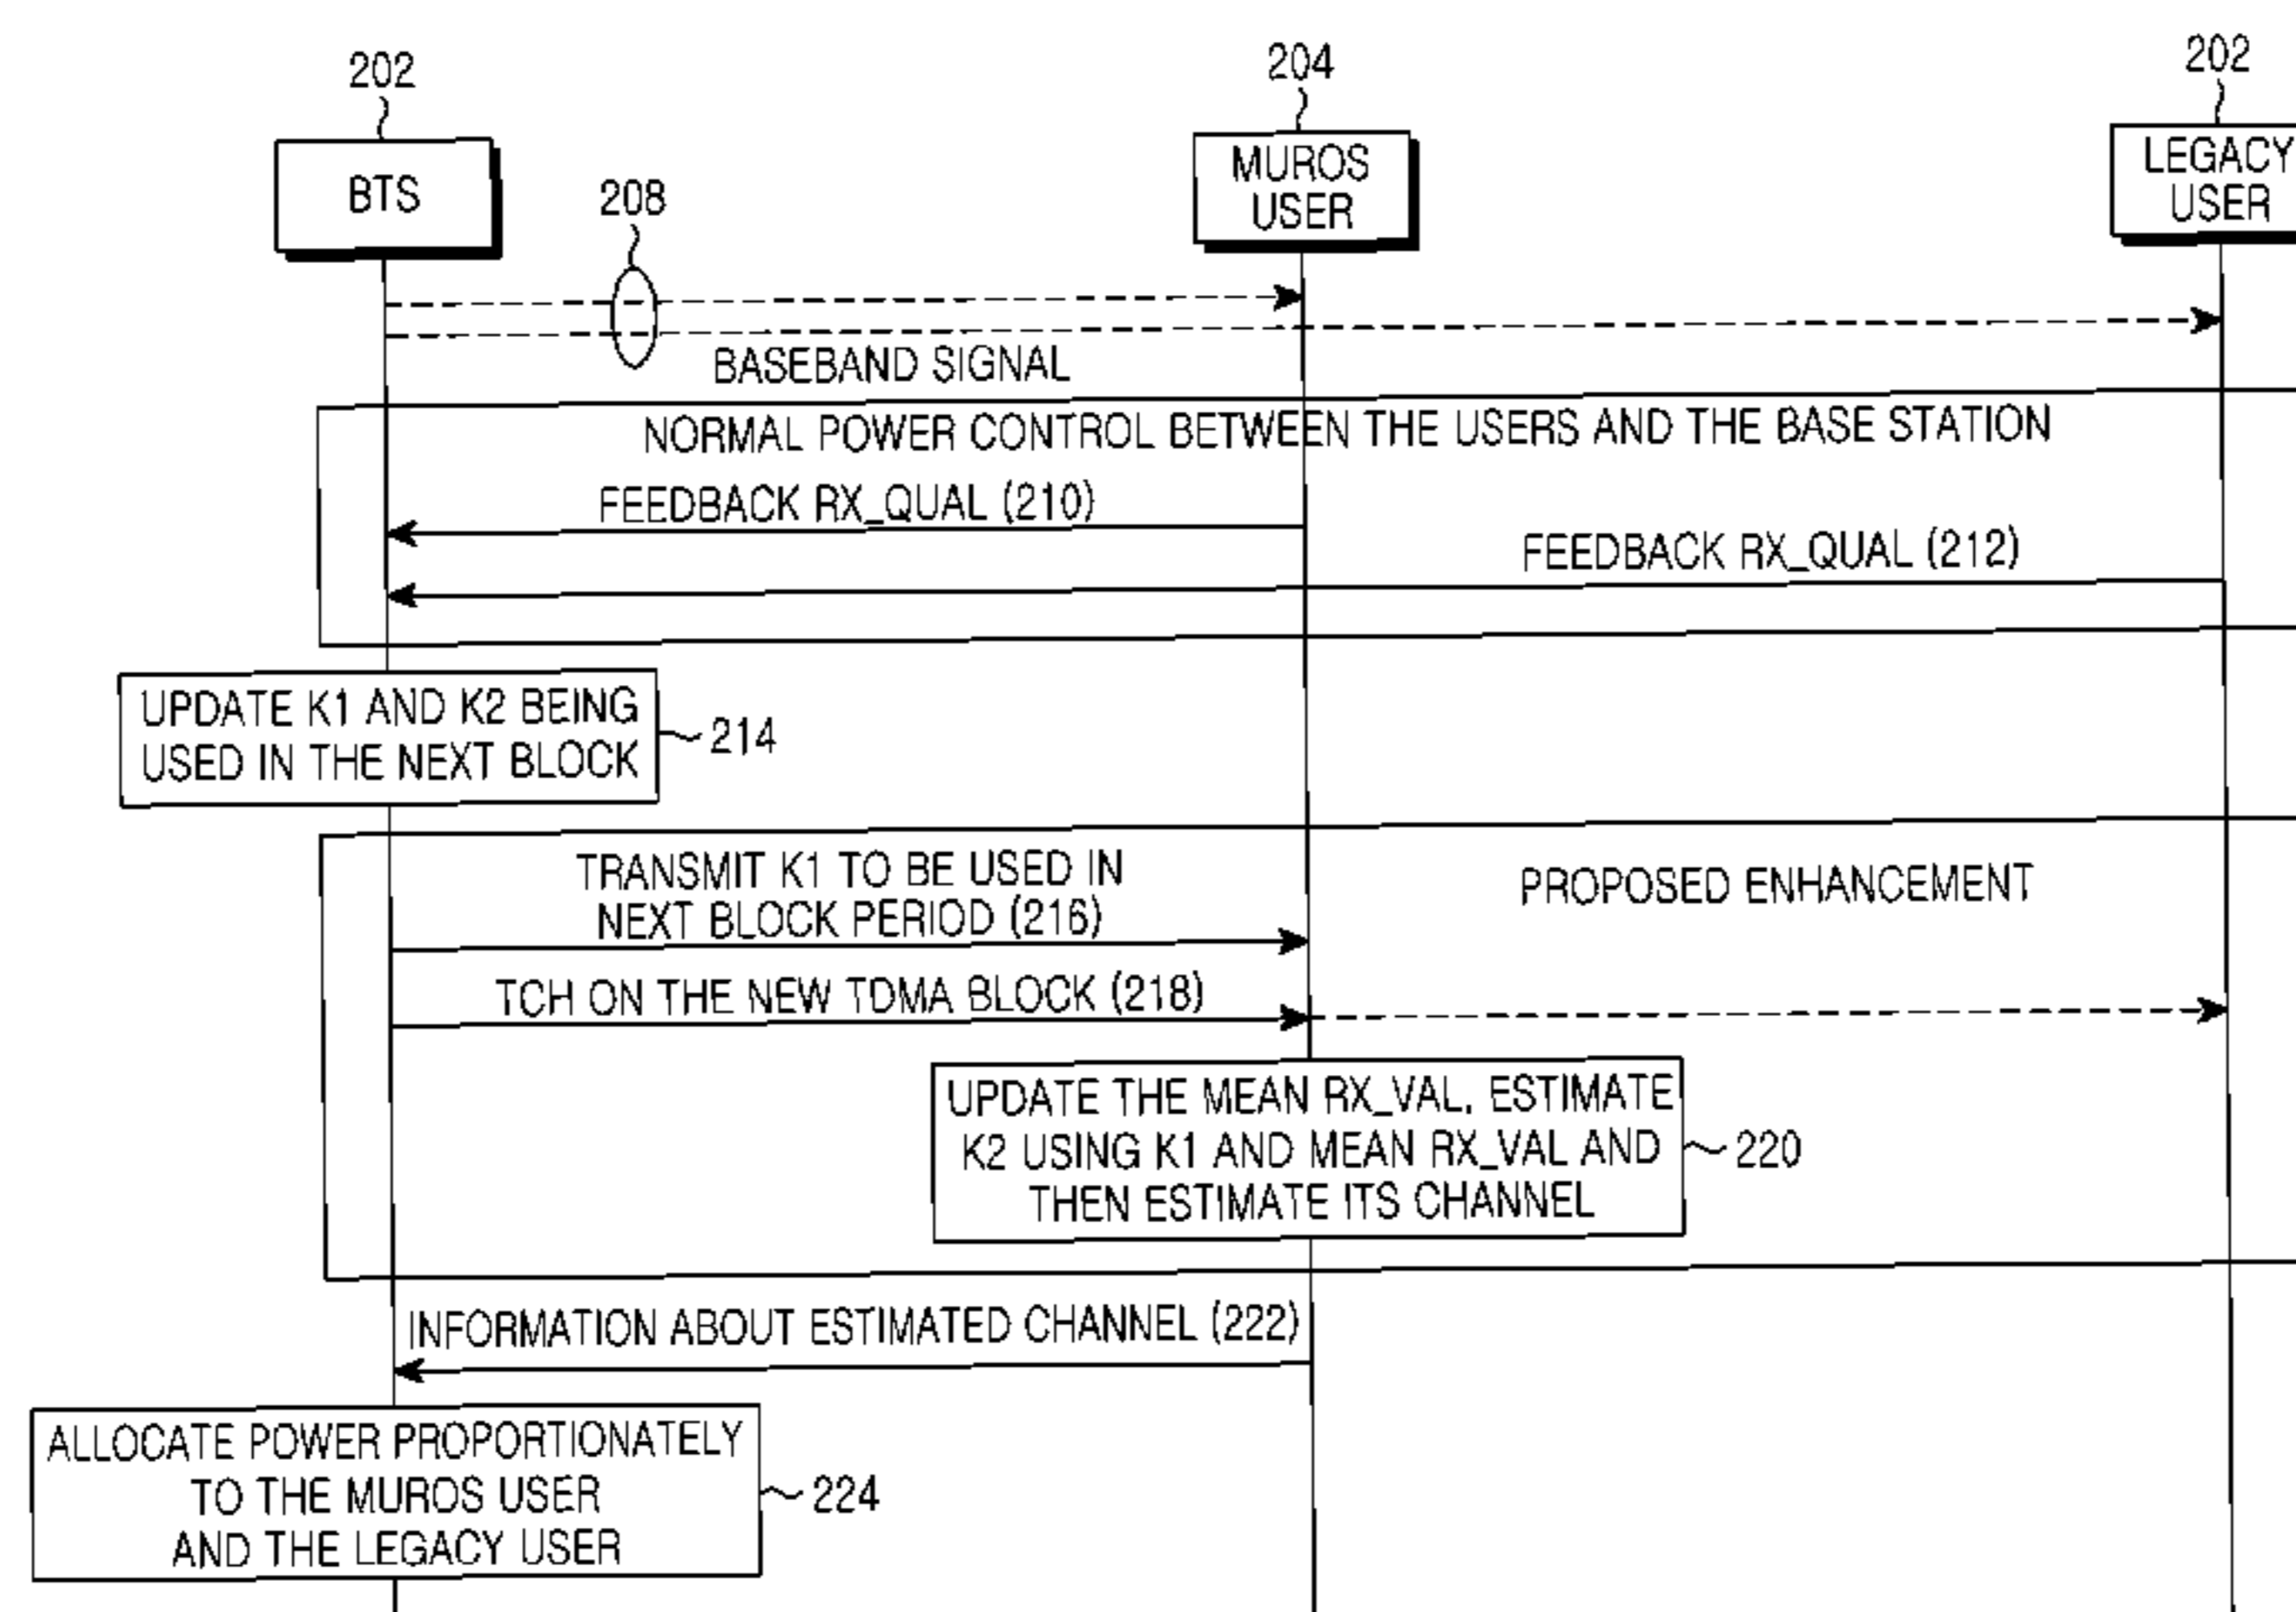 202
204
202
BTS
MUROS
USER
LEGACY
USER
208
BASEBAND SIGNAL
NORMAL POWER CONTROL BETWEEN THE USERS AND THE BASE STATION
FEEDBACK RX_QUAL (210)
FEEDBACK RX_QUAL (212)
UPDATE K1 AND K2 BEING
USED IN THE NEXT BLOCK
214
TRANSMIT K1 TO BE USED IN
NEXT BLOCK PERIOD (216)
PROPOSED ENHANCEMENT
TCH ON THE NEW TDMA BLOCK (218)
UPDATE THE MEAN RX_VAL, ESTIMATE
K2 USING K1 AND MEAN RX_VAL AND
THEN ESTIMATE ITS CHANNEL
220
INFORMATION ABOUT ESTIMATED CHANNEL (222)
ALLOCATE POWER PROPORTIONATELY
TO THE MUROS USER
AND THE LEGACY USER
224